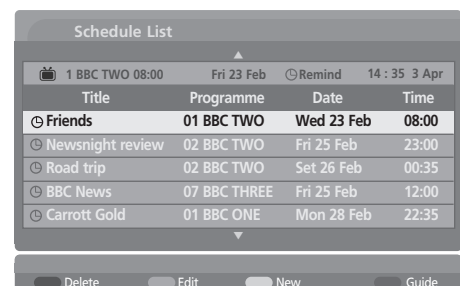 Schedule List
1 BBC TWO 08:00 Fri 23 Feb Remind 14 : 35 3 Apr
Title Programme Date Time
Friends 01 BBC TWO Wed 23 Feb 08:00
Newsnight review 02 BBC TWO Fri 25 Feb 23:00
Road trip 02 BBC TWO Set 26 Feb 00:35
BBC News 07 BBC THREE Fri 25 Feb 12:00
Carrott Gold 01 BBC ONE Mon 28 Feb 22:35
Delete Edit New Guide